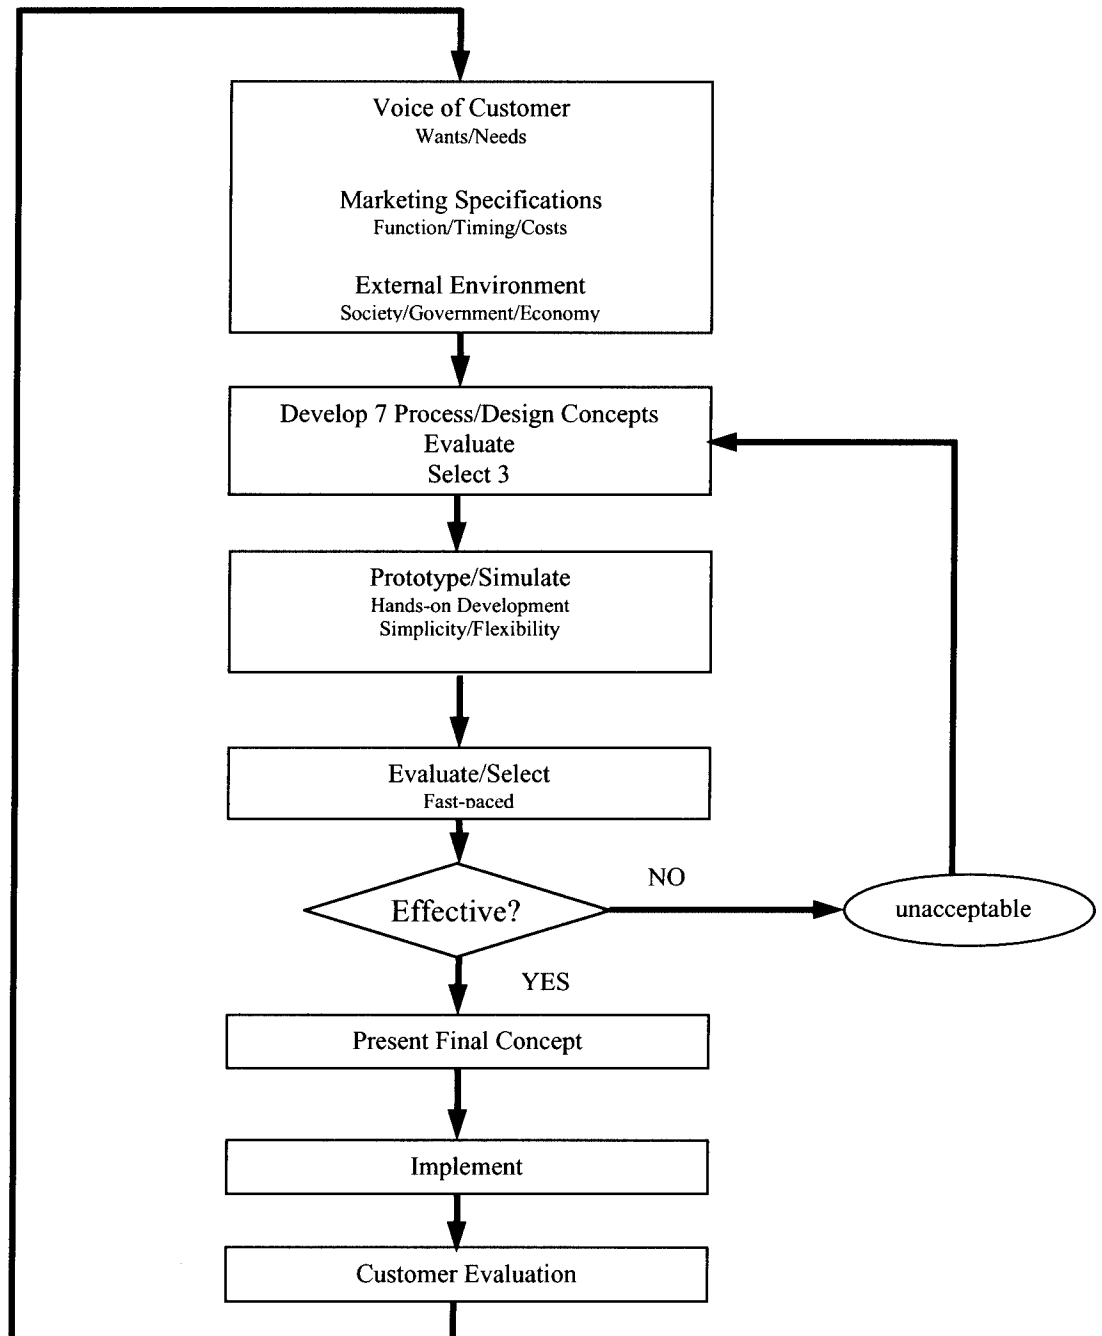 Voice of Customer
Wants/Needs
Marketing Specifications
Function/Timing/Costs
External Environment
Society/Government/Economy
Develop 7 Process/Design Concepts
Evaluate
Select 3
Prototype/Simulate
Hands-on Development
Simplicity/Flexibility
Evaluate/Select
Fast-paced
Effective?
NO
unacceptable
YES
Present Final Concept
Implement
Customer Evaluation